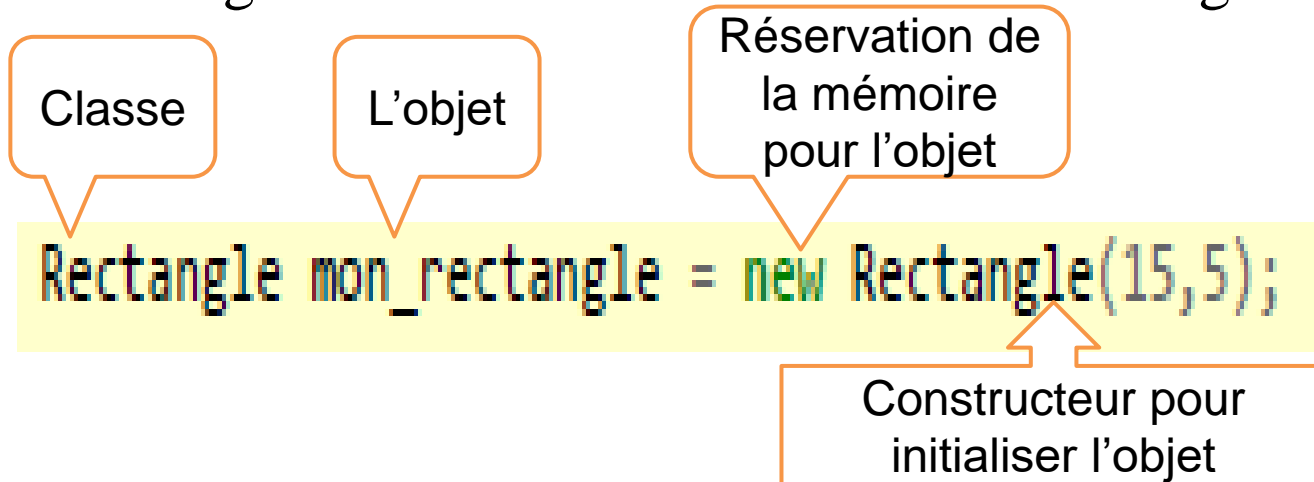 Réservation de
la mémoire
pour l'objet
Classe
L'objet
Rectangle mon_rectangle = new Rectangle(15,5);
Constructeur pour
initialiser l'objet